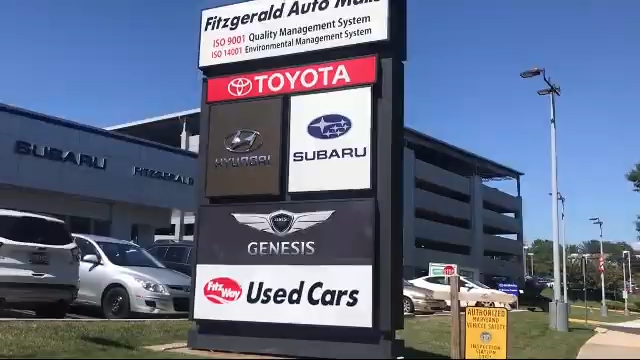 Fitzgerald Auto Malls
ISO 9001 Quality Management System
ISO 14001 Environmental Management System
TOYOTA
HYUNDAI
SUBARU
GENESIS
FitzWay Used Cars
SUBARU
FITZGERALD
AUTHORIZED
MARYLAND
VEHICLE SAFETY
INSPECTION
STATION